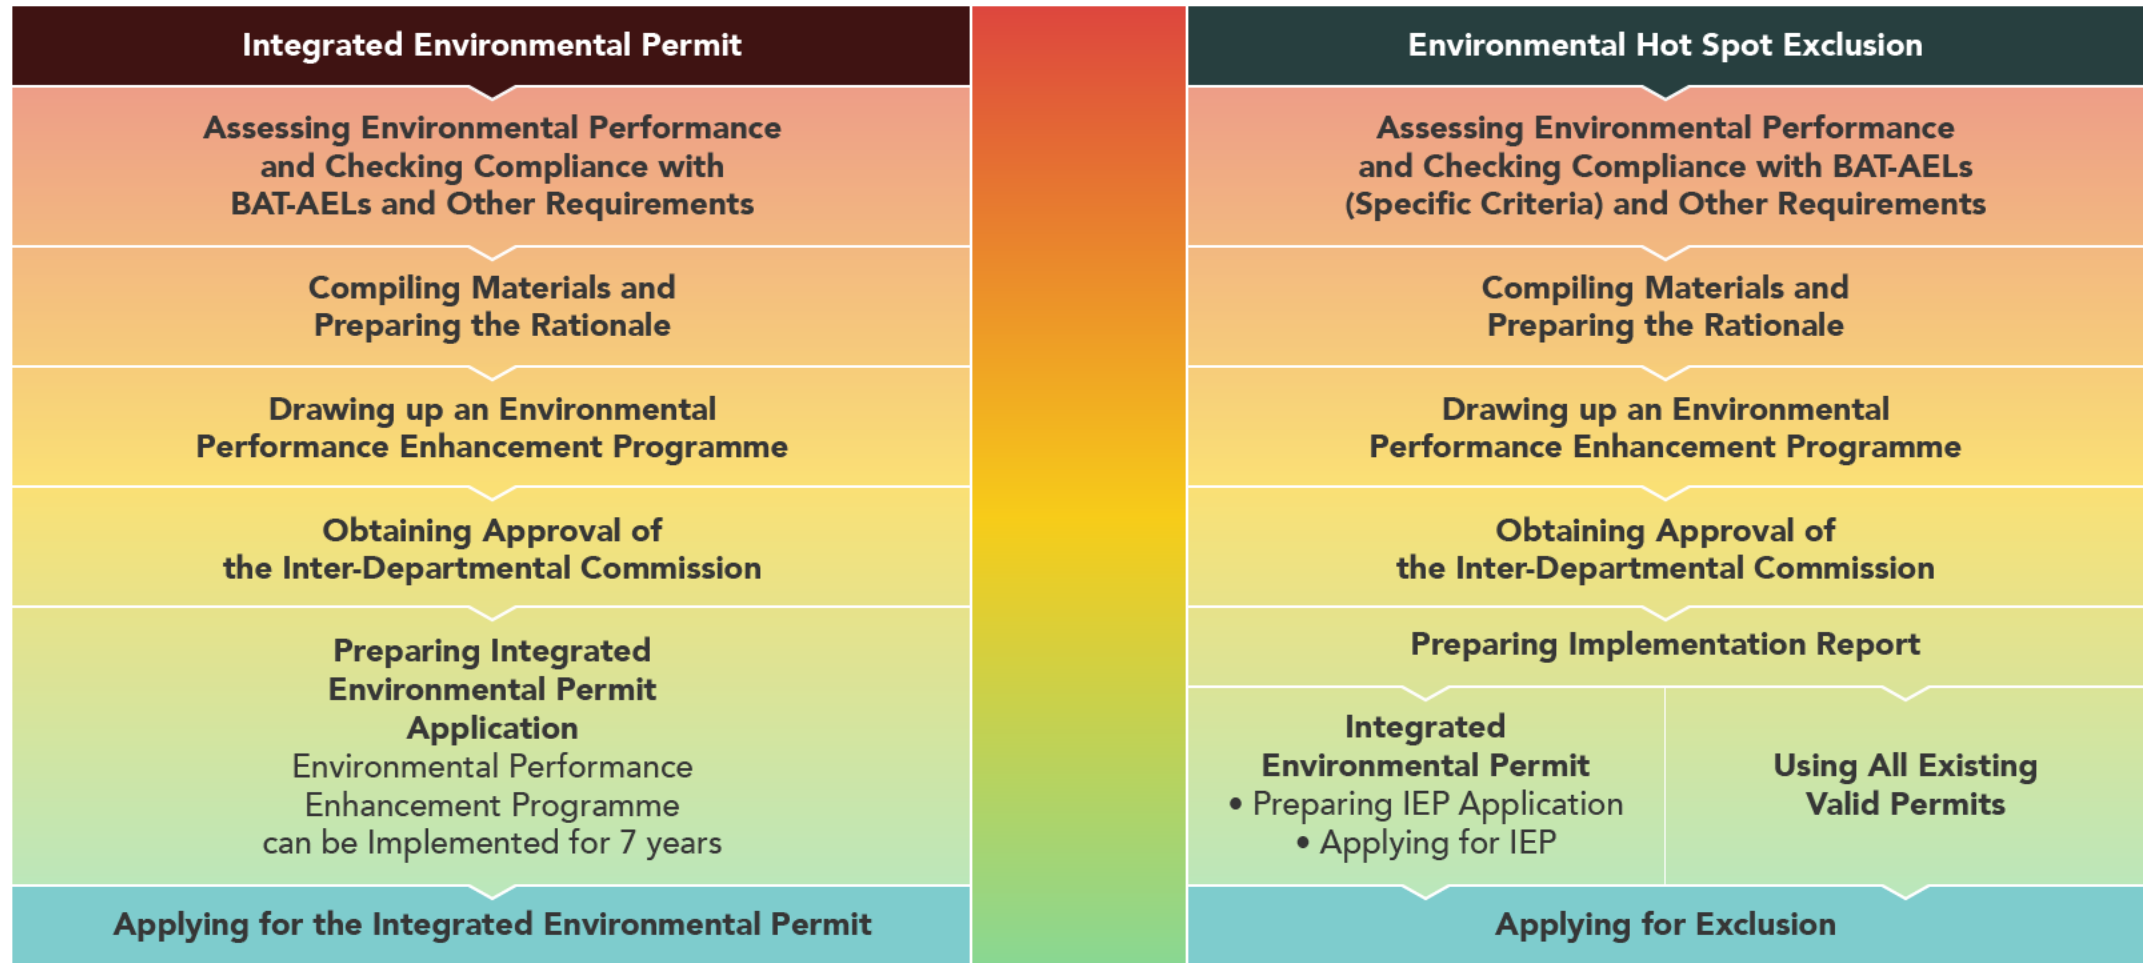 Integrated Environmental Permit
Assessing Environmental Performance
and Checking Compliance with
BAT-AELs and Other Requirements
Compiling Materials and
Preparing the Rationale
Drawing up an Environmental
Performance Enhancement Programme
Obtaining Approval of
the Inter-Departmental Commission
Preparing Integrated
Environmental Permit
Application
Environmental Performance
Enhancement Programme
can be Implemented for 7 years
Applying for the Integrated Environmental Permit
Environmental Hot Spot Exclusion
Assessing Environmental Performance
and Checking Compliance with BAT-AELs
(Specific Criteria) and Other Requirements
Compiling Materials and
Preparing the Rationale
Drawing up an Environmental
Performance Enhancement Programme
Obtaining Approval of
the Inter-Departmental Commission
Preparing Implementation Report
Integrated
Environmental Permit
• Preparing IEP Application
• Applying for IEP
Using All Existing
Valid Permits
Applying for Exclusion